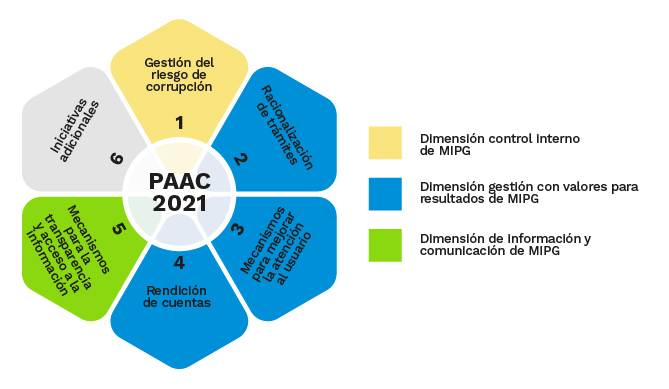 Gestión del
riesgo de
corrupción
1
Racionalización
de trámites
2
Mecanismos
para mejorar
la atención
al usuario
3
4
Rendición
de cuentas
5
Mecanismos
para la
transparencia
y acceso a la
información
6
Iniciativas
adicionales
PAAC
2021
Dimensión control interno
de MIPG
Dimensión gestión con valores para
resultados de MIPG
Dimensión de información y
comunicación de MIPG